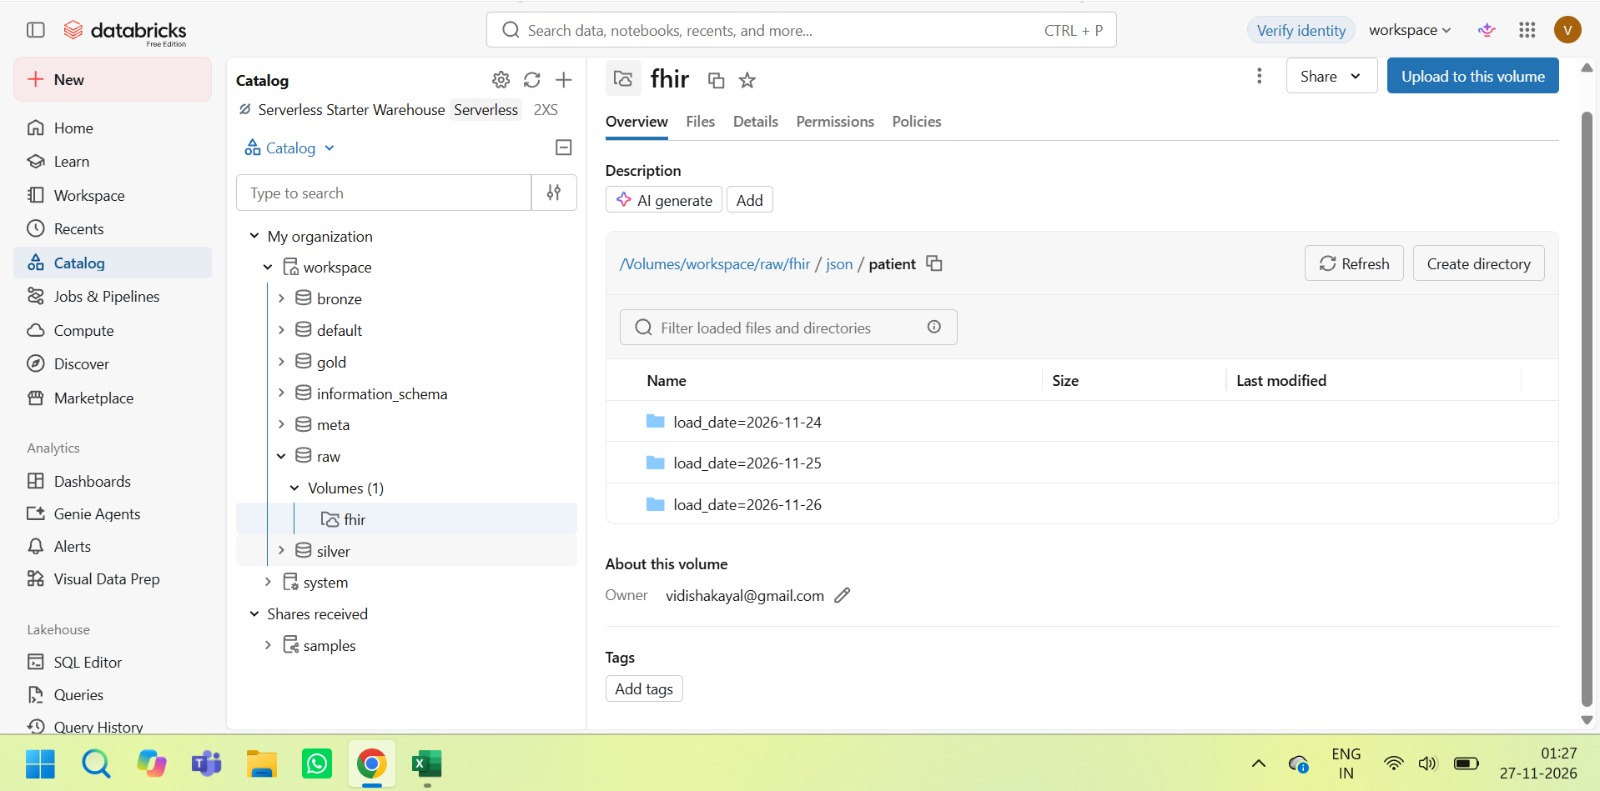 databricks
Free Edition
Search data, notebooks, recents, and more...
CTRL + P
Verify identity
workspace
V
New
Home
Learn
Workspace
Recents
Catalog
Jobs & Pipelines
Compute
Discover
Marketplace
Analytics
Dashboards
Genie Agents
Alerts
Visual Data Prep
Lakehouse
SQL Editor
Queries
Query History
Catalog
Serverless Starter Warehouse Serverless 2XS
Catalog
Type to search
My organization
workspace
bronze
default
gold
information_schema
meta
raw
Volumes (1)
fhir
silver
system
Shares received
samples
fhir
Share
Upload to this volume
Overview Files Details Permissions Policies
Description
AI generate
Add
/Volumes/workspace/raw/fhir / json / patient
Refresh
Create directory
Filter loaded files and directories
Name Size Last modified
load_date=2026-11-24
load_date=2026-11-25
load_date=2026-11-26
About this volume
Owner vidishakayal@gmail.com
Tags
Add tags
ENG
IN
01:27
27-11-2026